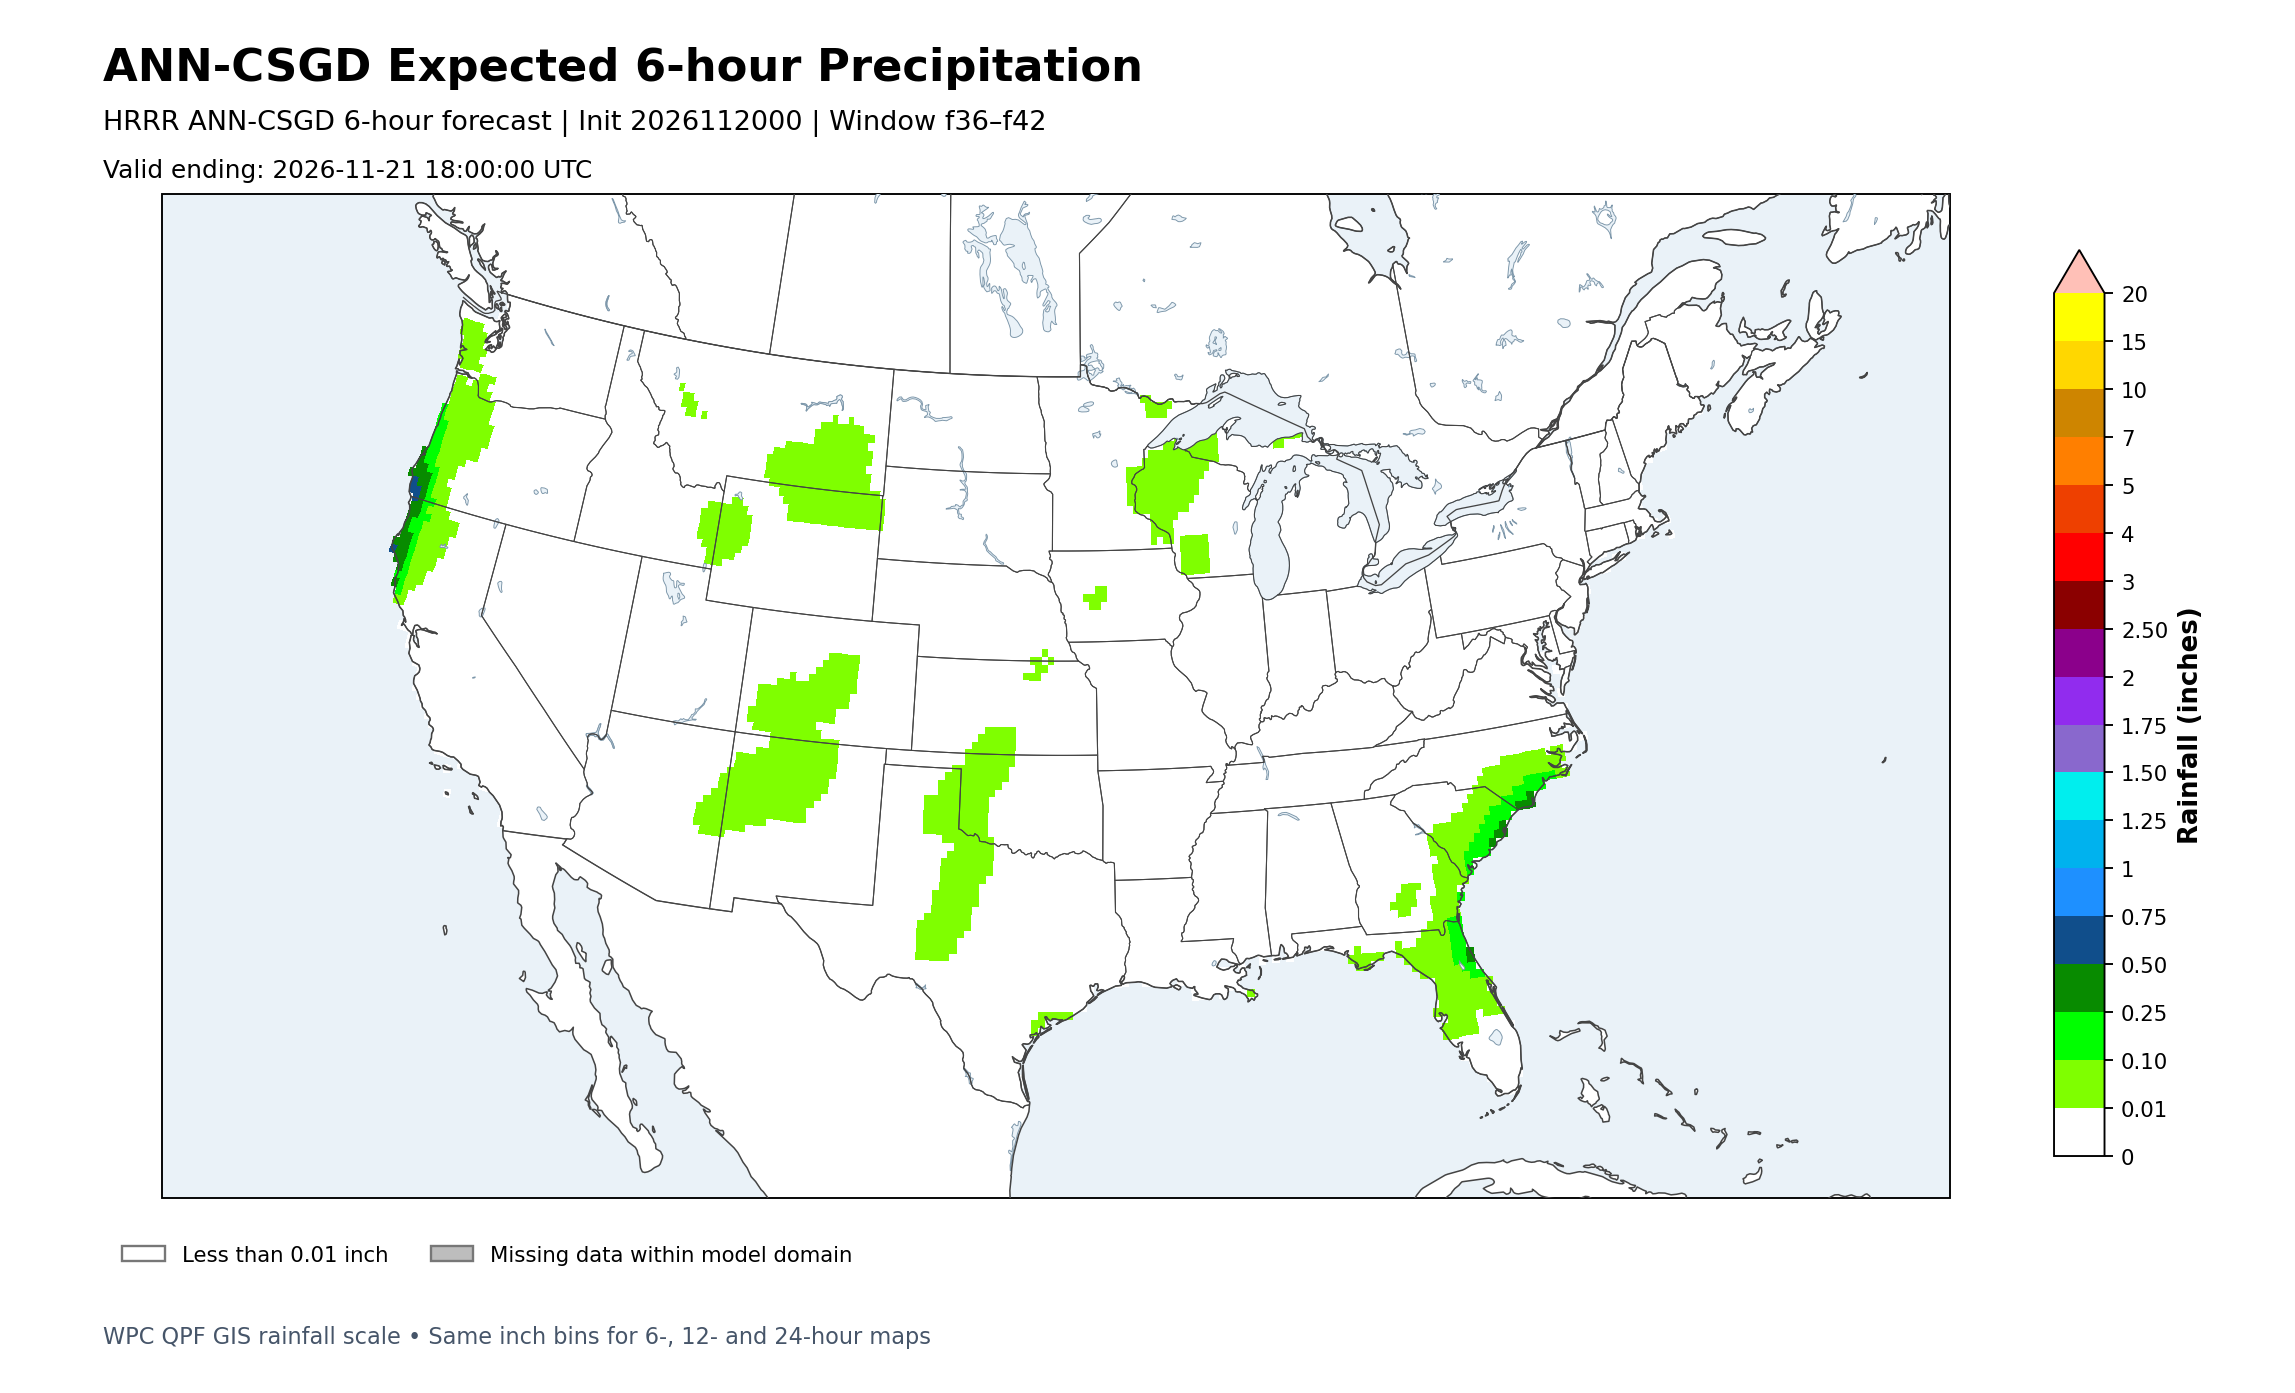 ANN-CSGD Expected 6-hour Precipitation
HRRR ANN-CSGD 6-hour forecast | Init 2026112000 | Window f36–f42
Valid ending: 2026-11-21 18:00:00 UTC
20
15
10
7
5
4
3
2.50
2
1.75
1.50
1.25
1
0.75
0.50
0.25
0.10
0.01
0
Rainfall (inches)
Less than 0.01 inch
Missing data within model domain
WPC QPF GIS rainfall scale • Same inch bins for 6-, 12- and 24-hour maps